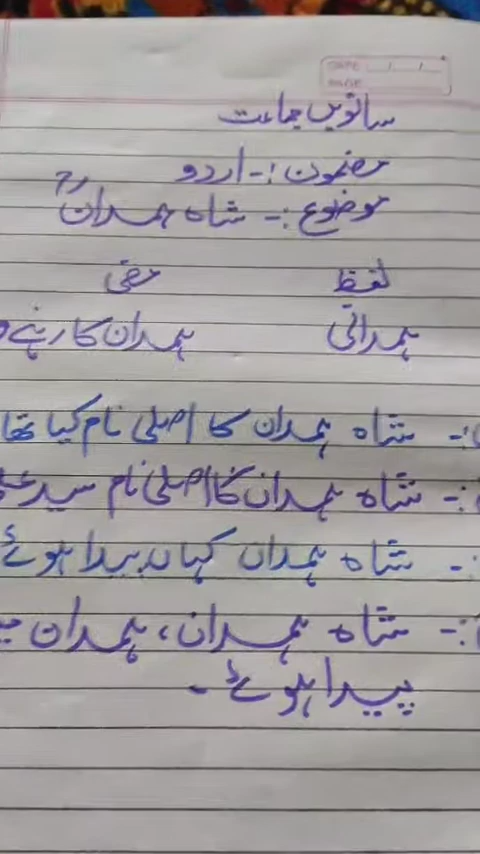 DATE
PAGE
ساتویں جماعت
مضمون :- اردو
موضوع :- شاہ ہمدانؒ
لفظ معنی
ہمدانی ہمدان کا رہنے و
:- شاہ ہمدان کا اصلی نام کیا تھا
:- شاہ ہمدان کا اصلی نام سید علی
:- شاہ ہمدان کہاں پیدا ہوئے
:- شاہ ہمدان، ہمدان میں
پیدا ہوئے ۔